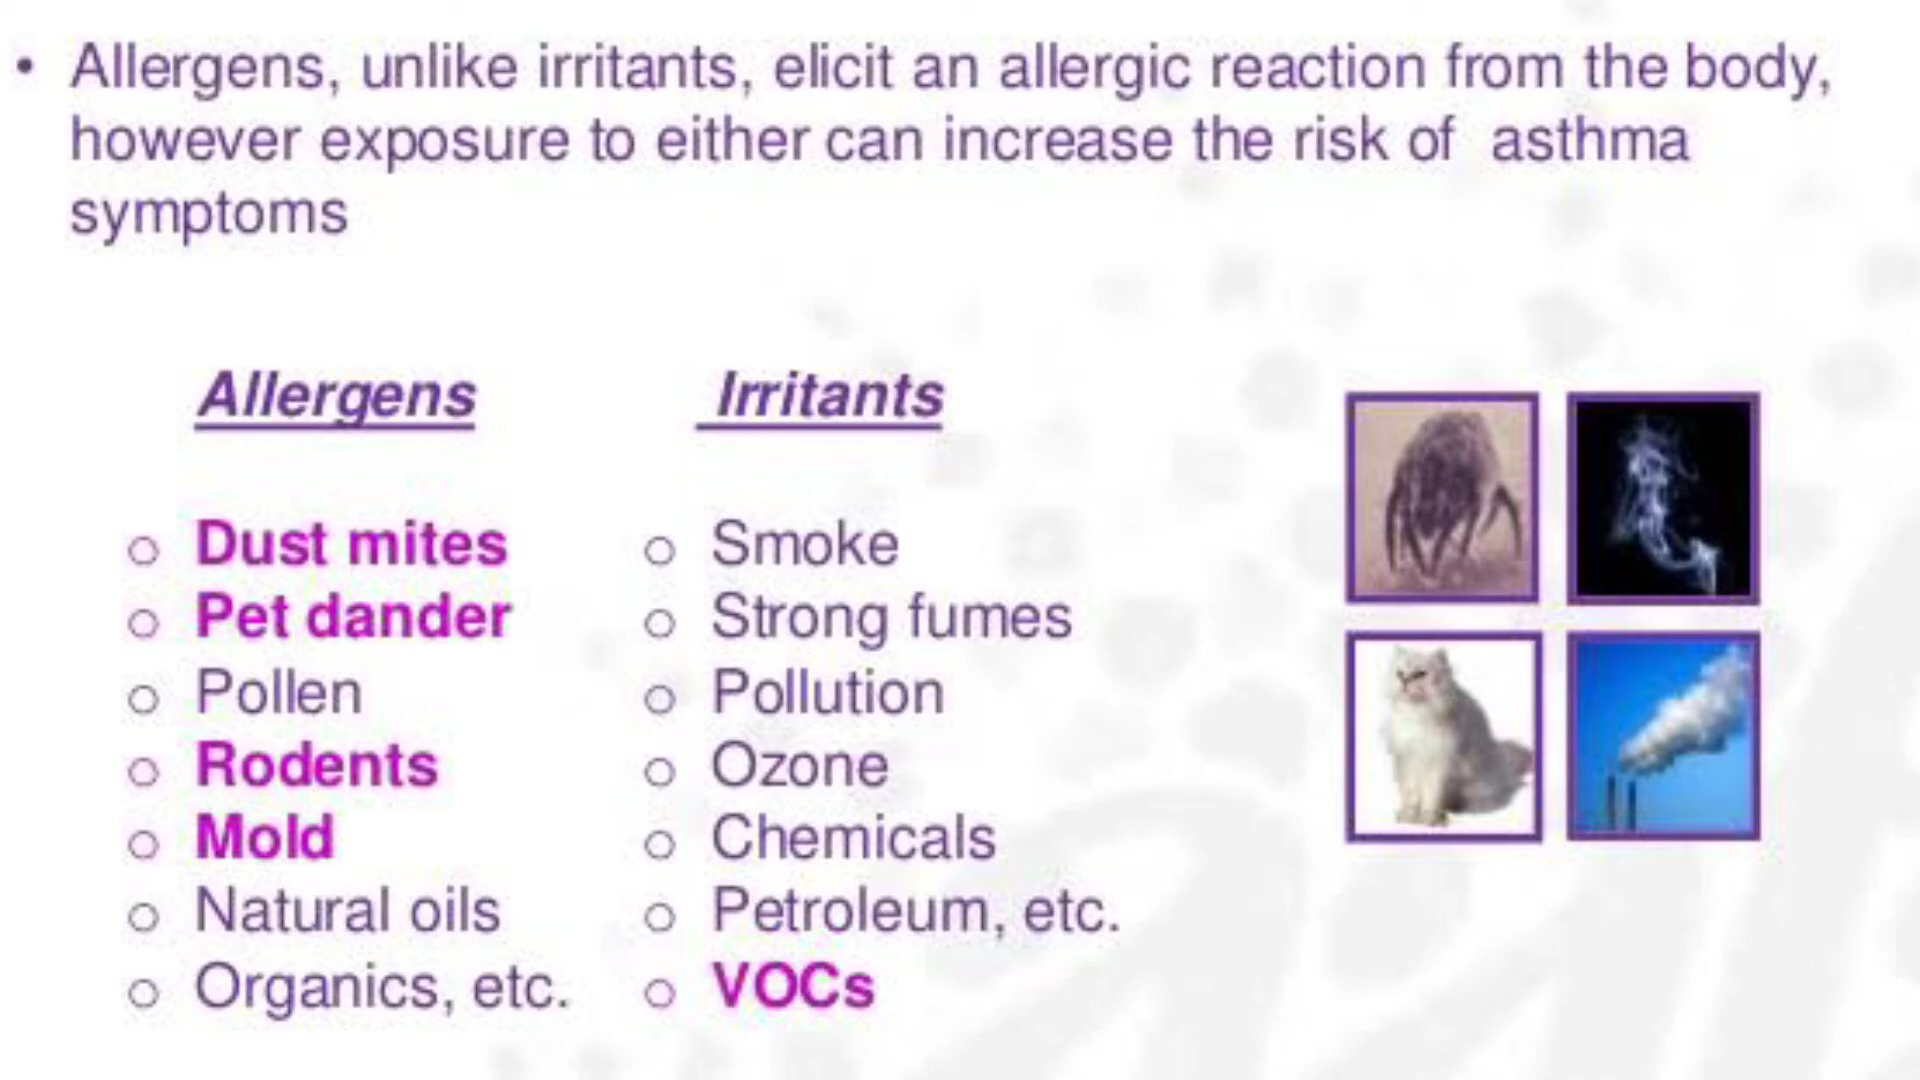 • Allergens, unlike irritants, elicit an allergic reaction from the body,
however exposure to either can increase the risk of asthma
symptoms
Allergens
o Dust mites
o Pet dander
o Pollen
o Rodents
o Mold
o Natural oils
o Organics, etc.
Irritants
o Smoke
o Strong fumes
o Pollution
o Ozone
o Chemicals
o Petroleum, etc.
o VOCs